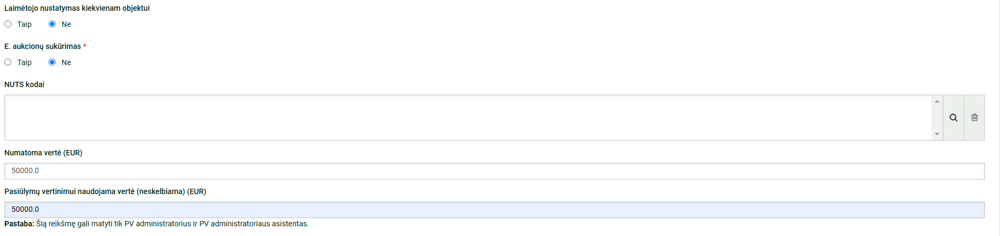 Laimėtojo nustatymas kiekvienam objektui
Taip Ne
E. aukcionų sukūrimas *
Taip Ne
NUTS kodai
Numatoma vertė (EUR)
50000.0
Pasiūlymų vertinimui naudojama vertė (neskelbiama) (EUR)
50000.0
Pastaba: Šią reikšmę gali matyti tik PV administratorius ir PV administratoriaus asistentas.